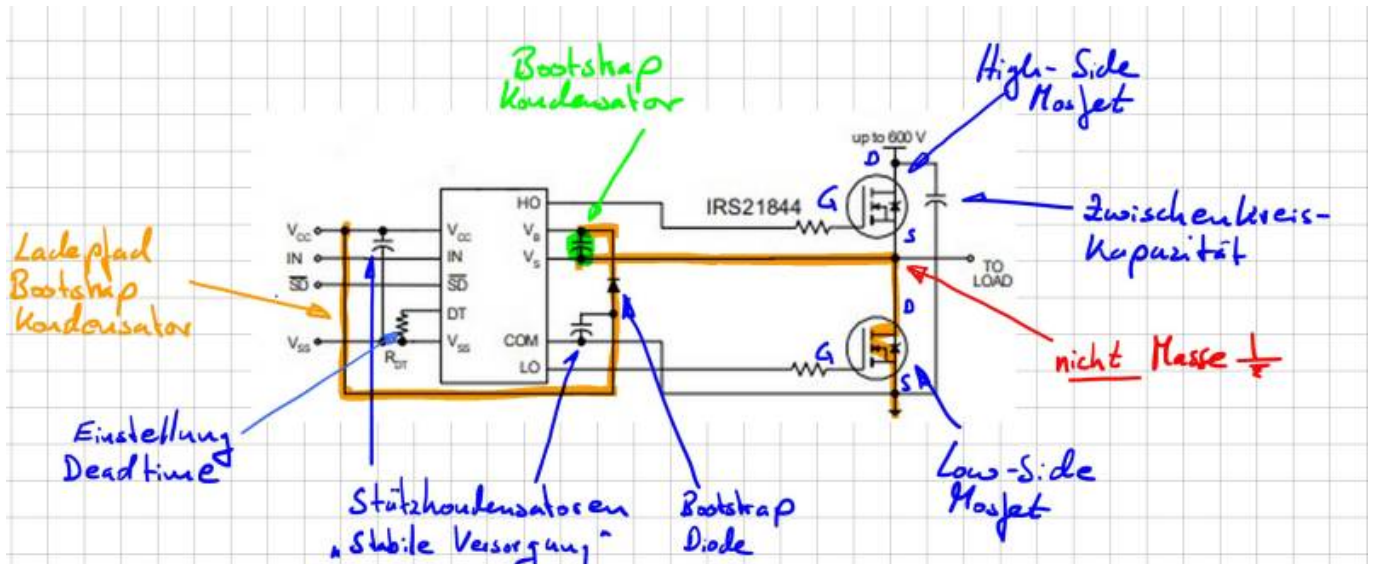 Bootstrap
Kondensator
High-Side
Mosfet
up to 600 V
D
HO
IRS21844
G
Zwischenkreis-
Kapazität
Ladepfad
Bootstrap
Kondensator
VCC
VCC
VB
S
IN
IN
VS
TO
LOAD
SD
SD
D
DT
VSS
VSS
COM
RDT
LO
G
S
nicht Masse
Einstellung
Deadtime
Low-Side
Mosfet
Stützkondensatoren
"Stabile Versorgung"
Bootstrap
Diode